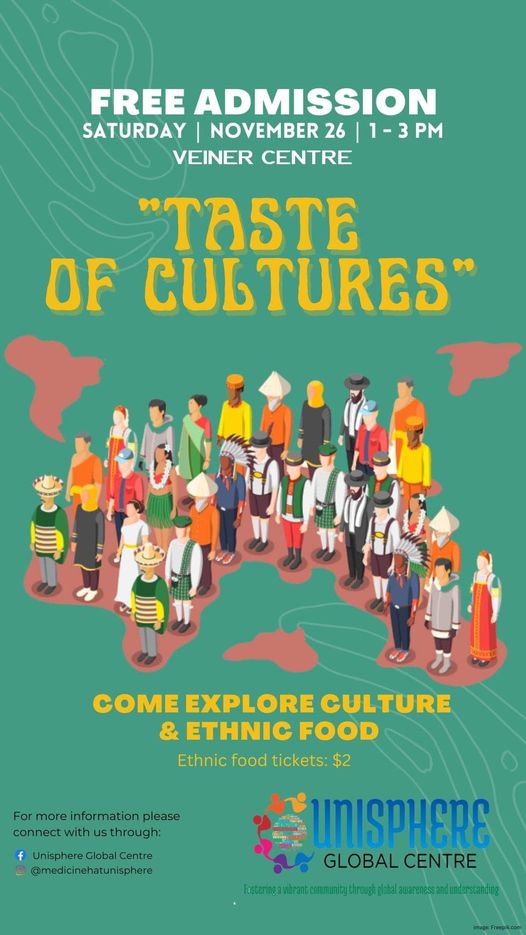 FREE ADMISSION
SATURDAY | NOVEMBER 26 | 1 - 3 PM
VEINER CENTRE
"TASTE
OF CULTURES"
COME EXPLORE CULTURE
& ETHNIC FOOD
Ethnic food tickets: $2
For more information please
connect with us through:
Unisphere Global Centre
@medicinehatunisphere
UNISPHERE
GLOBAL CENTRE
Fostering a vibrant community through global awareness and understanding
image: Freepik.com